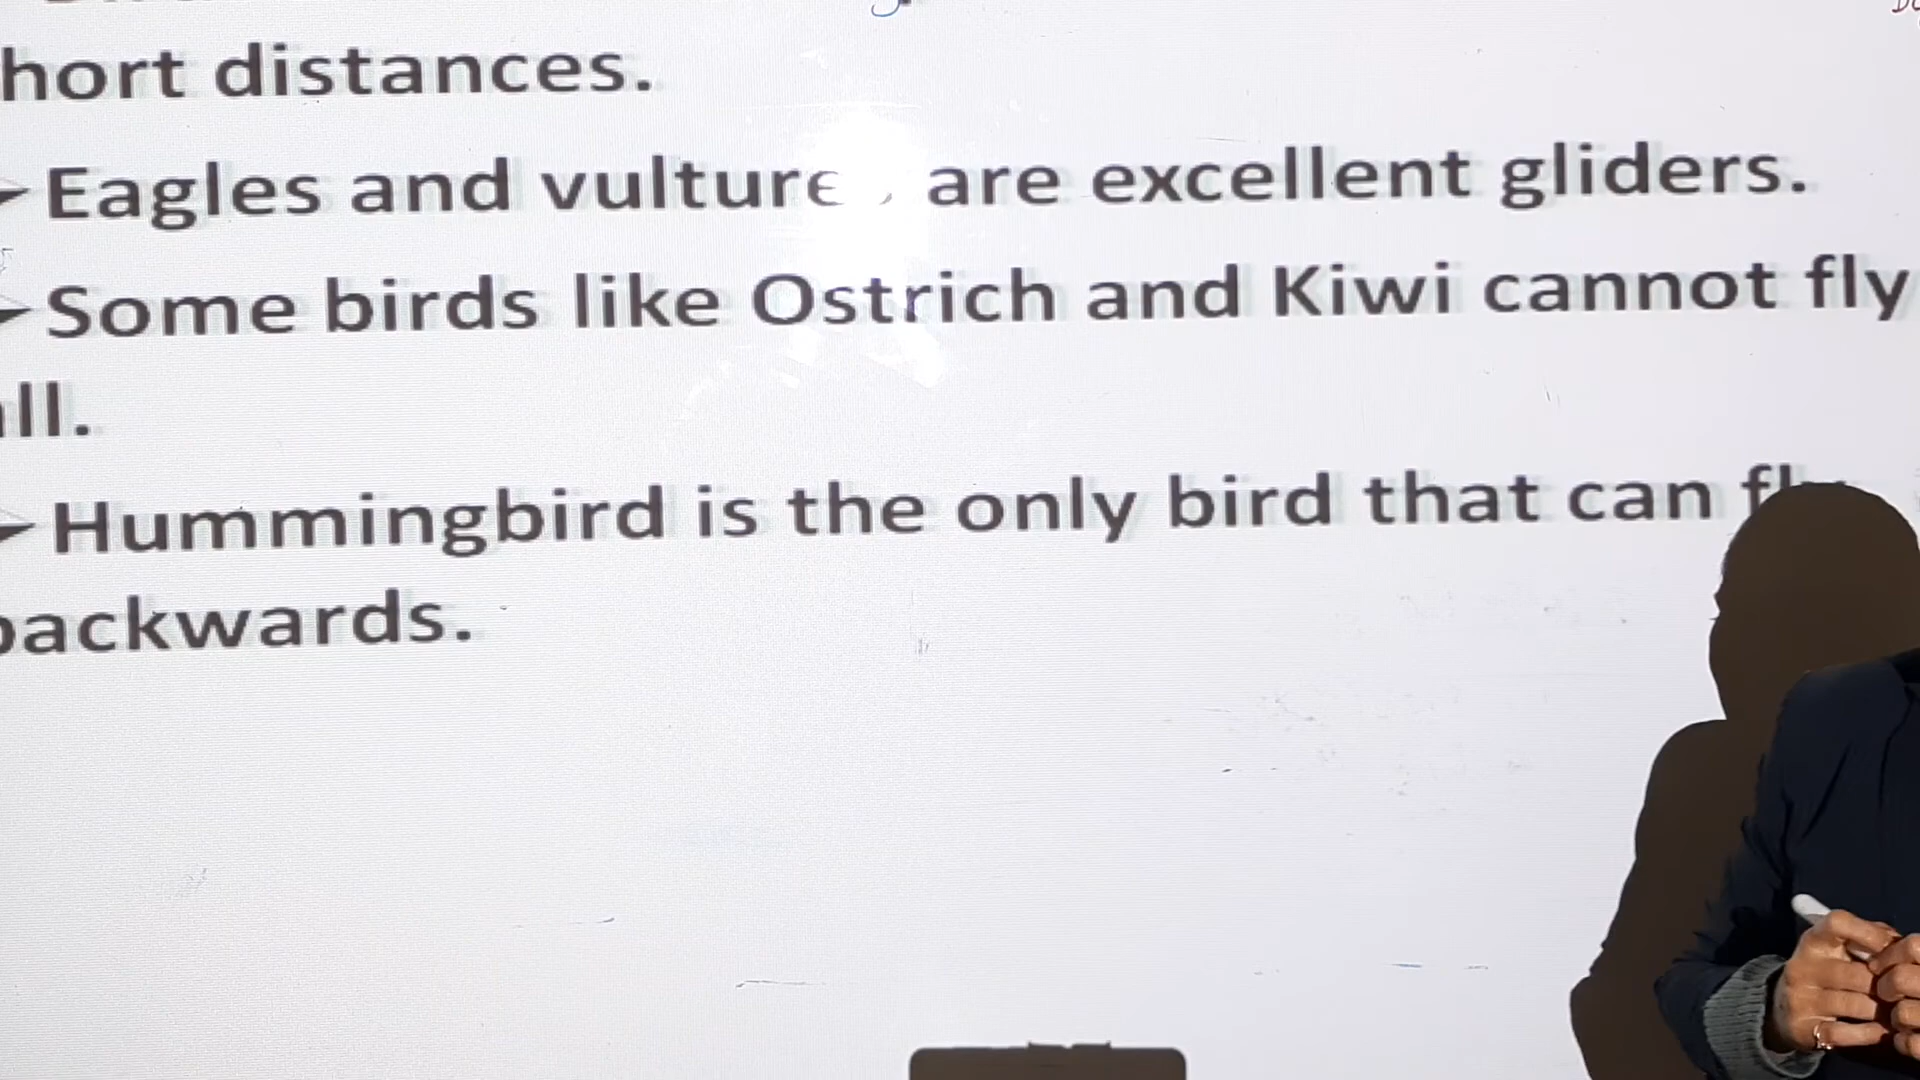 hort distances.
Eagles and vulture, are excellent gliders.
Some birds like Ostrich and Kiwi cannot fly
ll.
Hummingbird is the only bird that can
backwards.